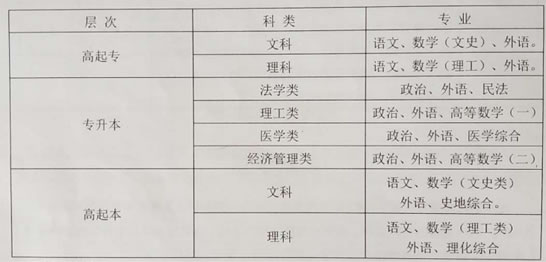 层次 科类 专业
高起专 文科 语文、数学（文史）、外语。
理科 语文、数学（理工）、外语。
专升本 法学类 政治、外语、民法
理工类 政治、外语、高等数学（一）
医学类 政治、外语、医学综合
经济管理类 政治、外语、高等数学（二）
高起本 文科 语文、数学（文史类）
外语、史地综合。
理科 语文、数学（理工类）
外语、理化综合